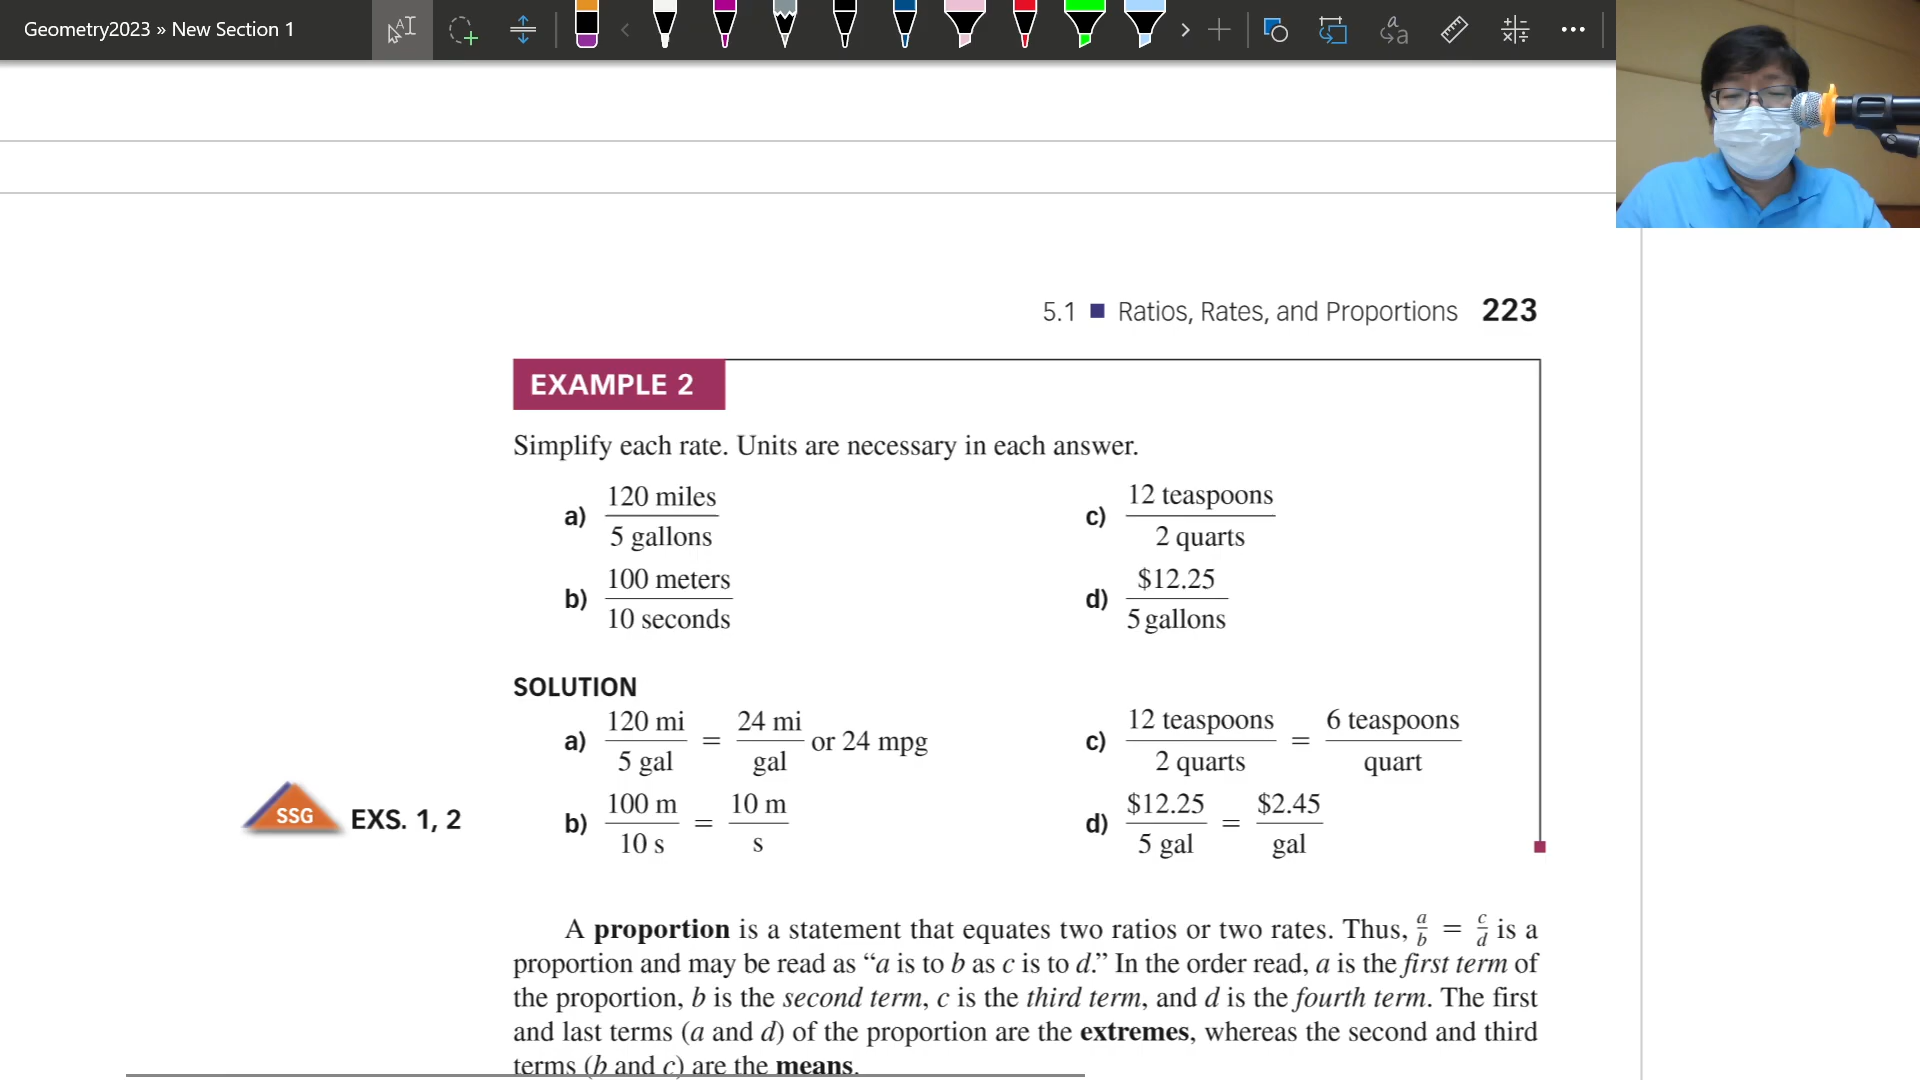 Geometry2023 » New Section 1
5.1 ■ Ratios, Rates, and Proportions 223
EXAMPLE 2
Simplify each rate. Units are necessary in each answer.
a) 120 miles / 5 gallons
c) 12 teaspoons / 2 quarts
b) 100 meters / 10 seconds
d) $12.25 / 5 gallons
SOLUTION
a) 120 mi / 5 gal = 24 mi / gal or 24 mpg
c) 12 teaspoons / 2 quarts = 6 teaspoons / quart
SSG EXS. 1, 2
b) 100 m / 10 s = 10 m / s
d) $12.25 / 5 gal = $2.45 / gal
A proportion is a statement that equates two ratios or two rates. Thus, a/b = c/d is a
proportion and may be read as “a is to b as c is to d.” In the order read, a is the first term of
the proportion, b is the second term, c is the third term, and d is the fourth term. The first
and last terms (a and d) of the proportion are the extremes, whereas the second and third
terms (b and c) are the means.